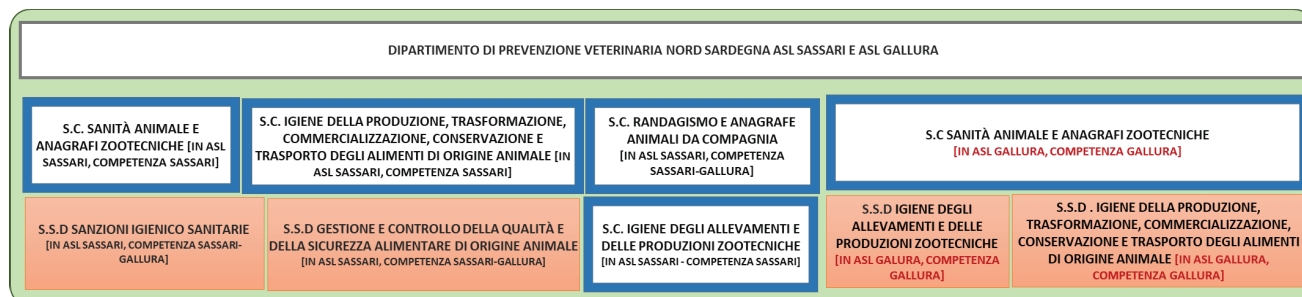 DIPARTIMENTO DI PREVENZIONE VETERINARIA NORD SARDEGNA ASL SASSARI E ASL GALLURA
S.C. SANITÀ ANIMALE E
ANAGRAFI ZOOTECNICHE [IN ASL
SASSARI, COMPETENZA SASSARI]
S.C. IGIENE DELLA PRODUZIONE, TRASFORMAZIONE,
COMMERCIALIZZAZIONE, CONSERVAZIONE E
TRASPORTO DEGLI ALIMENTI DI ORIGINE ANIMALE [IN
ASL SASSARI, COMPETENZA SASSARI]
S.C. RANDAGISMO E ANAGRAFE
ANIMALI DA COMPAGNIA
[IN ASL SASSARI, COMPETENZA
SASSARI-GALLURA]
S.C SANITÀ ANIMALE E ANAGRAFI ZOOTECNICHE
[IN ASL GALLURA, COMPETENZA GALLURA]
S.S.D SANZIONI IGIENICO SANITARIE
[IN ASL SASSARI, COMPETENZA SASSARI-
GALLURA]
S.S.D GESTIONE E CONTROLLO DELLA QUALITÀ E
DELLA SICUREZZA ALIMENTARE DI ORIGINE ANIMALE
[IN ASL SASSARI, COMPETENZA SASSARI-GALLURA]
S.C. IGIENE DEGLI ALLEVAMENTI E
DELLE PRODUZIONI ZOOTECNICHE
[IN ASL SASSARI - COMPETENZA SASSARI]
S.S.D IGIENE DEGLI
ALLEVAMENTI E DELLE
PRODUZIONI ZOOTECNICHE
[IN ASL GALURA, COMPETENZA
GALLURA]
S.S.D . IGIENE DELLA PRODUZIONE,
TRASFORMAZIONE, COMMERCIALIZZAZIONE,
CONSERVAZIONE E TRASPORTO DEGLI ALIMENTI
DI ORIGINE ANIMALE [IN ASL GALLURA,
COMPETENZA GALLURA]